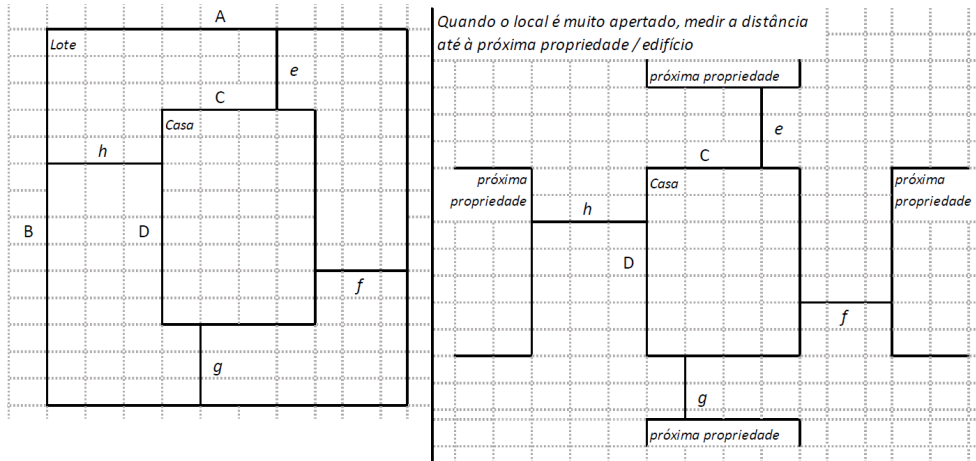 A
Lote
e
C
Casa
h
B
D
f
g
Quando o local é muito apertado, medir a distância
até à próxima propriedade / edifício
próxima propriedade
e
C
próxima
propriedade
Casa
próxima
propriedade
h
D
f
g
próxima propriedade